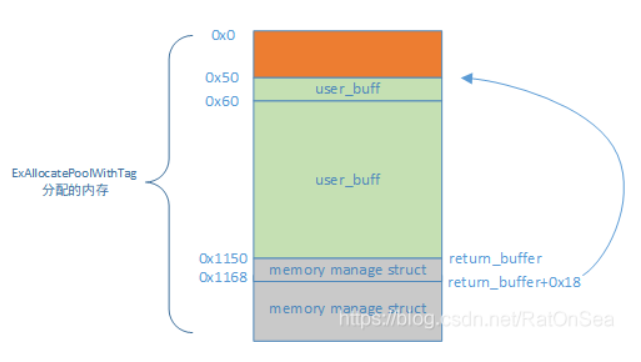 0x0
0x50
user_buff
0x60
ExAllocatePoolWithTag
分配的内存
user_buff
0x1150
return_buffer
memory manage struct
0x1168
return_buffer+0x18
memory manage struct
https://blog.csdn.net/RatOnSea